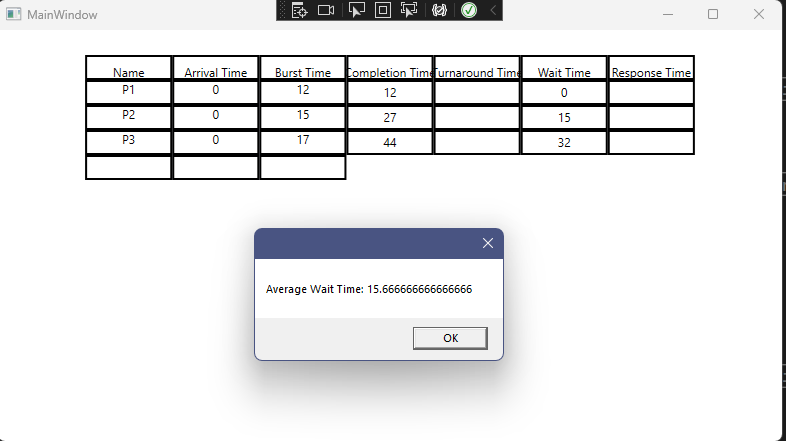 MainWindow
Name Arrival Time Burst Time Completion Time Turnaround Time Wait Time Response Time
P1 0 12 12 0
P2 0 15 27 15
P3 0 17 44 32
Average Wait Time: 15.666666666666666
OK